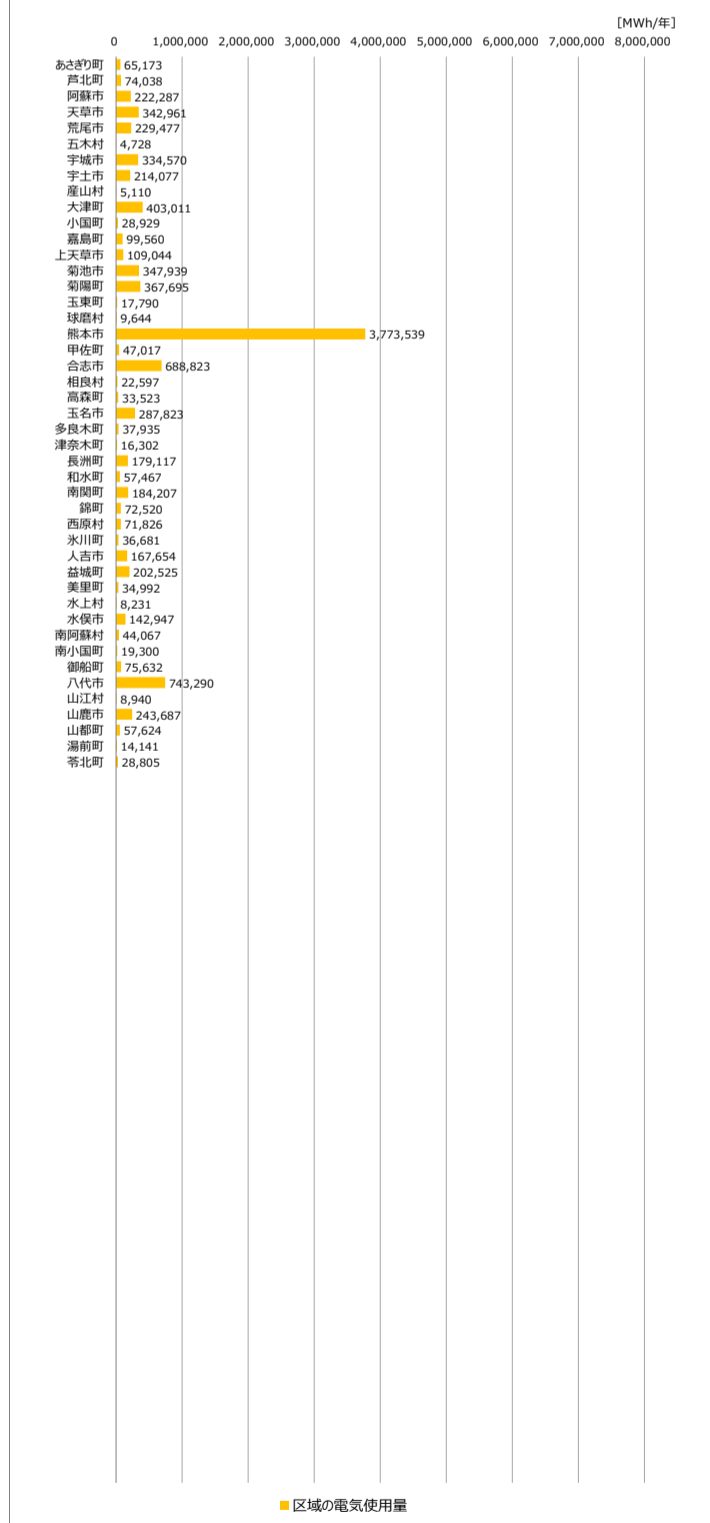 [MWh/年]
0 1,000,000 2,000,000 3,000,000 4,000,000 5,000,000 6,000,000 7,000,000 8,000,000
あさぎり町 65,173
芦北町 74,038
阿蘇市 222,287
天草市 342,961
荒尾市 229,477
五木村 4,728
宇城市 334,570
宇土市 214,077
産山村 5,110
大津町 403,011
小国町 28,929
嘉島町 99,560
上天草市 109,044
菊池市 347,939
菊陽町 367,695
玉東町 17,790
球磨村 9,644
熊本市 3,773,539
甲佐町 47,017
合志市 688,823
相良村 22,597
高森町 33,523
玉名市 287,823
多良木町 37,935
津奈木町 16,302
長洲町 179,117
和水町 57,467
南関町 184,207
錦町 72,520
西原村 71,826
氷川町 36,681
人吉市 167,654
益城町 202,525
美里町 34,992
水上村 8,231
水俣市 142,947
南阿蘇村 44,067
南小国町 19,300
御船町 75,632
八代市 743,290
山江村 8,940
山鹿市 243,687
山都町 57,624
湯前町 14,141
苓北町 28,805
区域の電気使用量